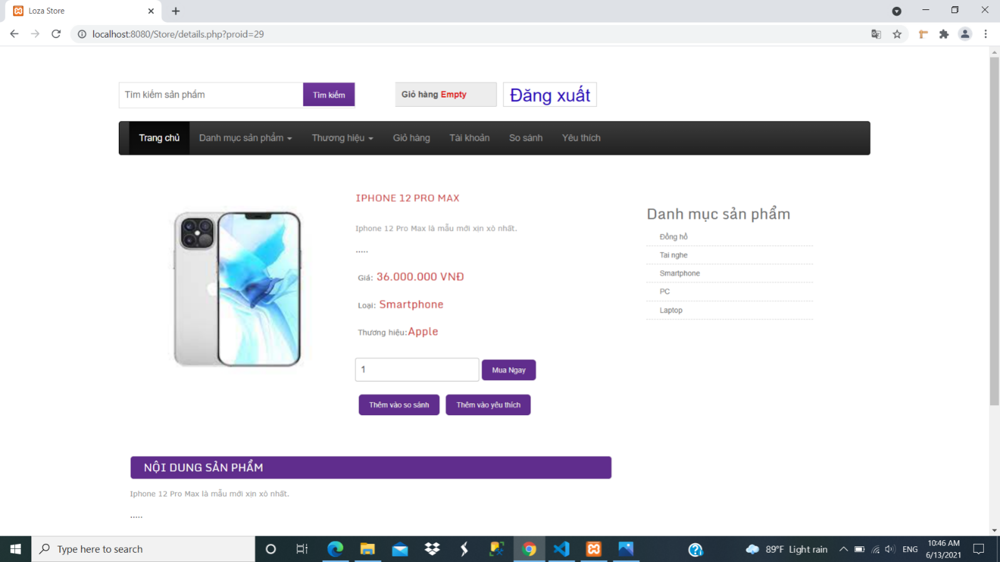 Loza Store
localhost:8080/Store/details.php?proid=29
Tìm kiếm sản phẩm
Tìm kiếm
Giỏ hàng Empty
Đăng xuất
Trang chủ
Danh mục sản phẩm
Thương hiệu
Giỏ hàng
Tài khoản
So sánh
Yêu thích
IPHONE 12 PRO MAX
Iphone 12 Pro Max là mẫu mới xịn xò nhất.
.....
Giá: 36.000.000 VNĐ
Loại: Smartphone
Thương hiệu:Apple
1
Mua Ngay
Thêm vào so sánh
Thêm vào yêu thích
Danh mục sản phẩm
Đồng hồ
Tai nghe
Smartphone
PC
Laptop
NỘI DUNG SẢN PHẨM
Iphone 12 Pro Max là mẫu mới xịn xò nhất.
.....
Type here to search
89°F Light rain
ENG
10:46 AM
6/13/2021